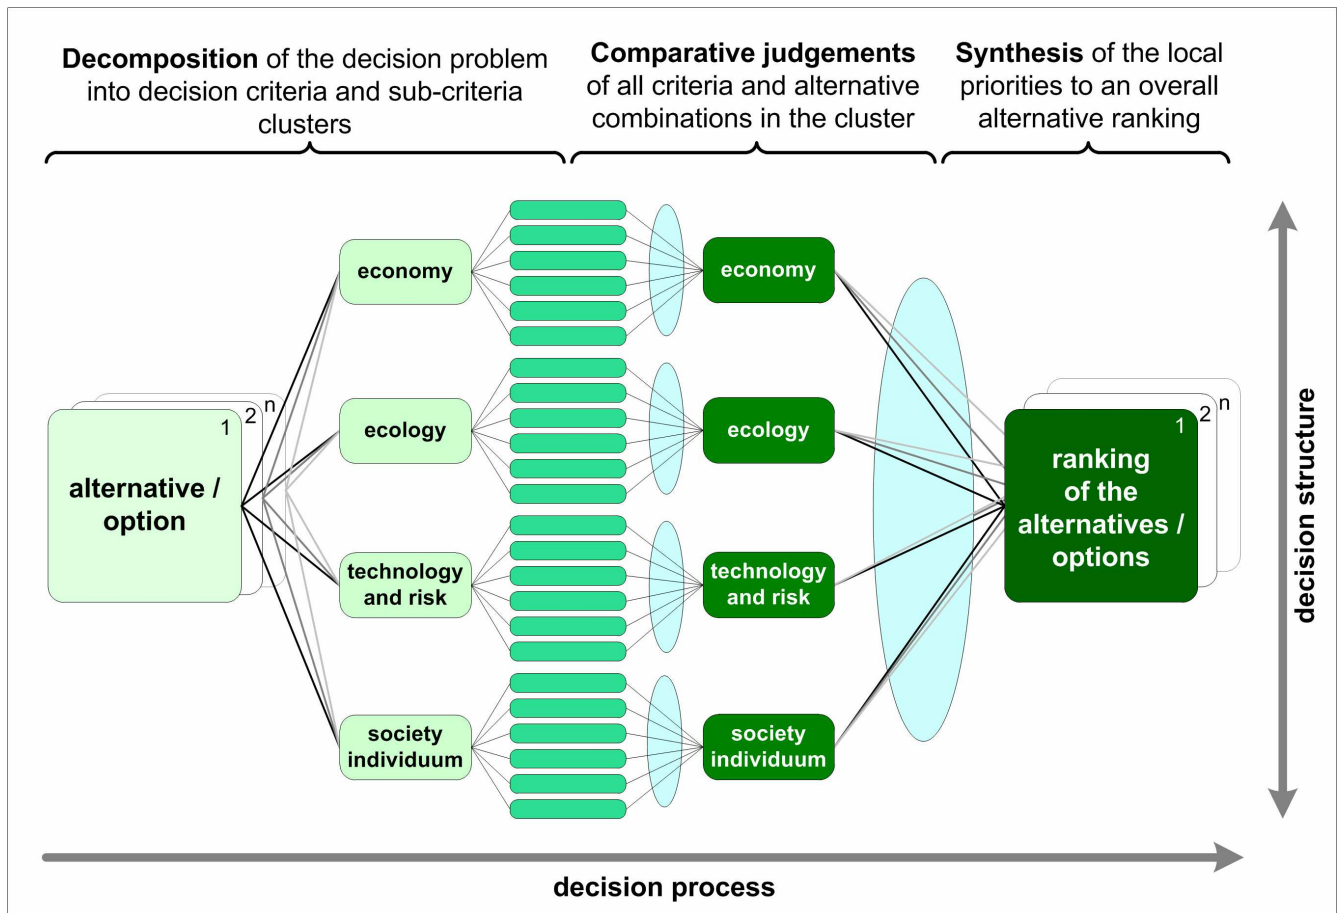 Decomposition of the decision problem
into decision criteria and sub-criteria
clusters
Comparative judgements
of all criteria and alternative
combinations in the cluster
Synthesis of the local
priorities to an overall
alternative ranking
1
2
n
alternative /
option
economy
ecology
technology
and risk
society
individuum
economy
ecology
technology
and risk
society
individuum
1
2
n
ranking
of the
alternatives /
options
decision structure
decision process